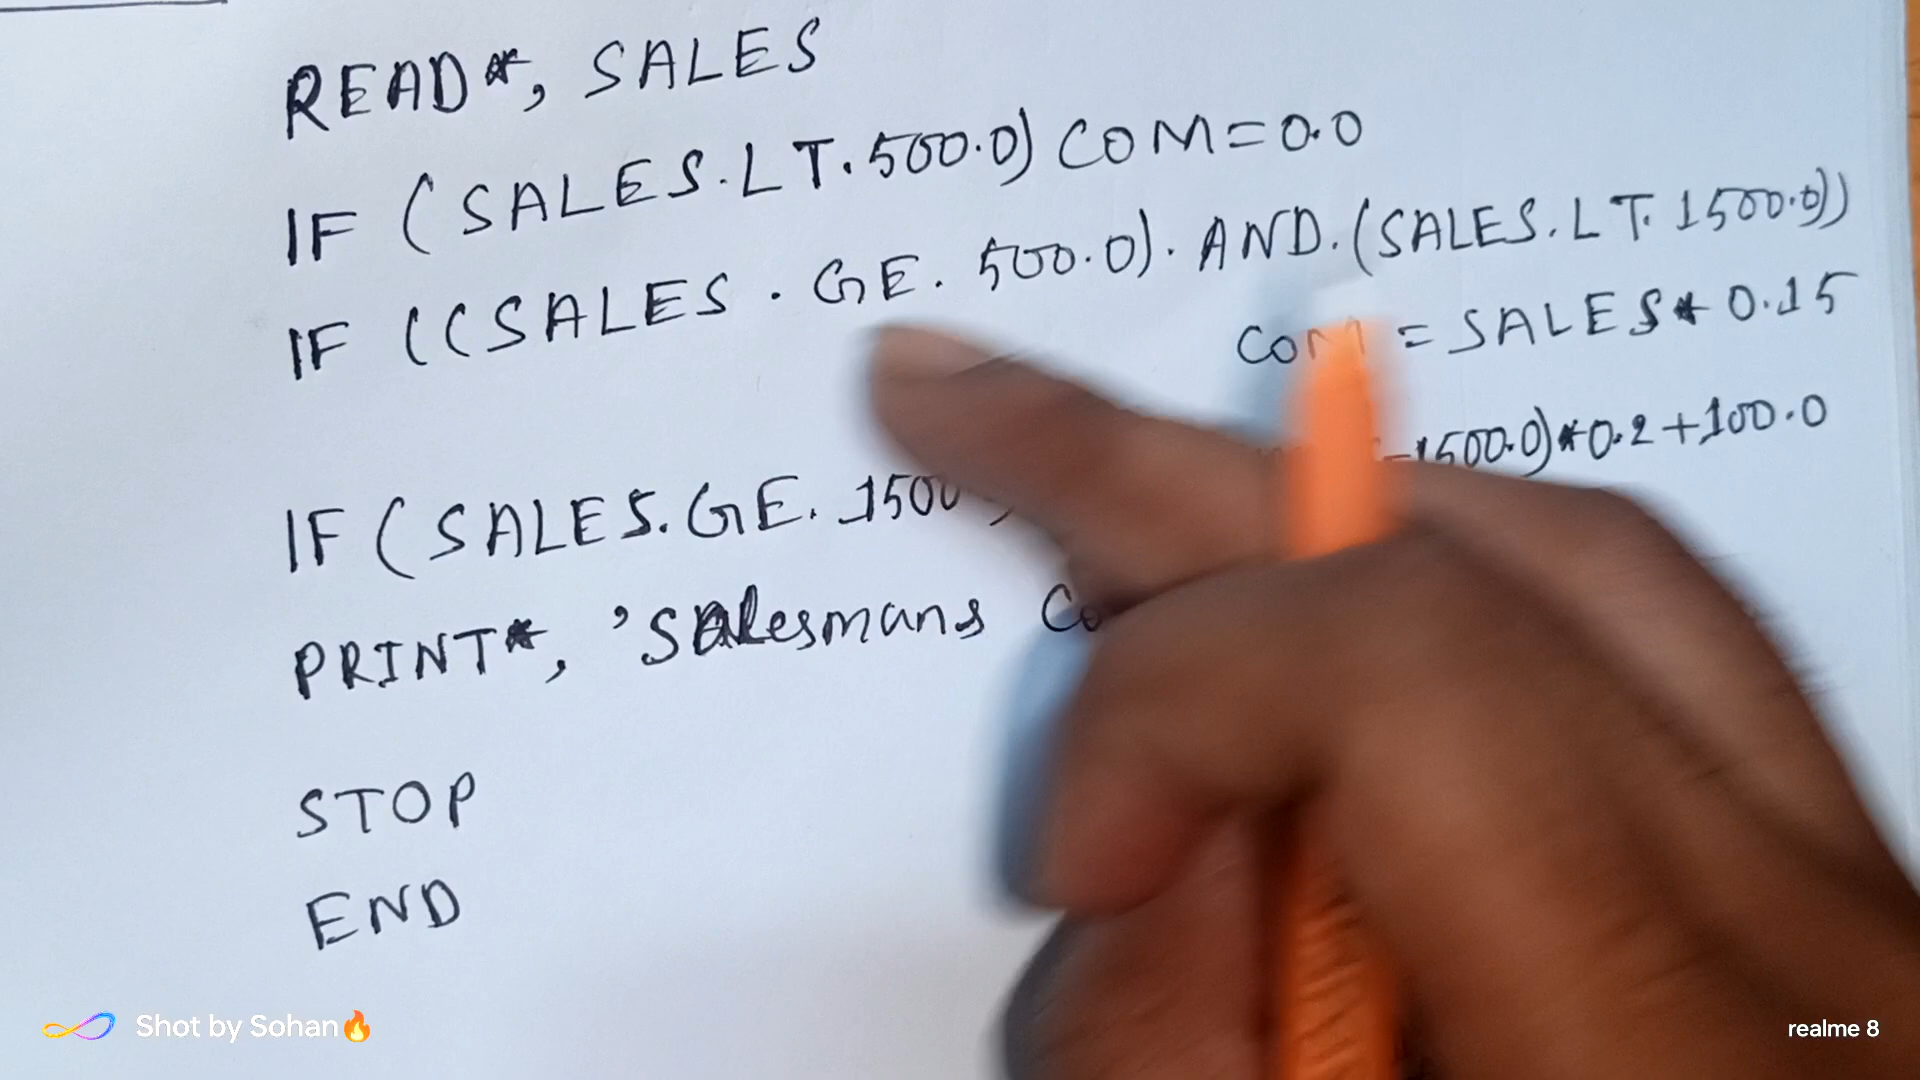 READ*, SALES
IF (SALES.LT.500.0) COM=0.0
IF ((SALES.GE.500.0).AND.(SALES.LT.1500.0))
COM = SALES*0.15
IF (SALES.GE.1500 -1500.0)*0.2+100.0
PRINT*, 'Salesmans
STOP
END
Shot by Sohan🔥
realme 8